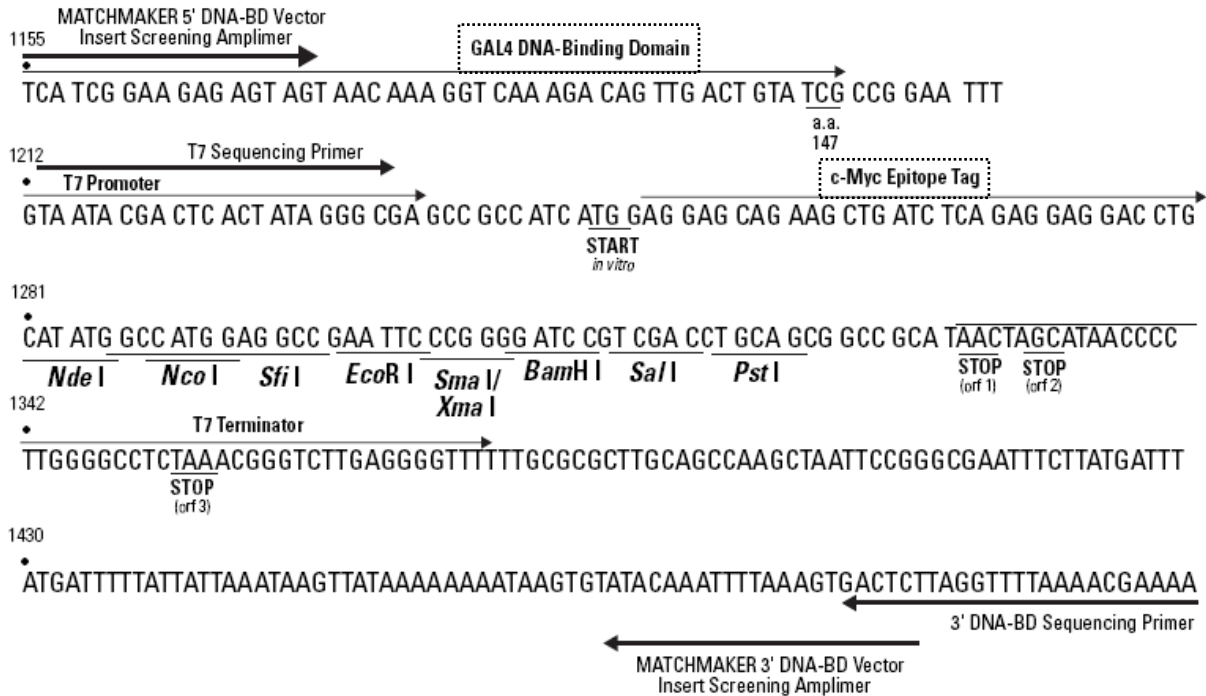 MATCHMAKER 5' DNA-BD Vector
Insert Screening Amplimer
1155
GAL4 DNA-Binding Domain
TCA TCG GAA GAG AGT AGT AAC AAA GGT CAA AGA CAG TTG ACT GTA TCG CCG GAA TTT
a.a.
147
1212
T7 Sequencing Primer
T7 Promoter
c-Myc Epitope Tag
GTA ATA CGA CTC ACT ATA GGG CGA GCC GCC ATC ATG GAG GAG CAG AAG CTG ATC TCA GAG GAG GAC CTG
START
in vitro
1281
CAT ATG GCC ATG GAG GCC GAA TTC CCG GGG ATC CGT CGA CCT GCA GCG GCC GCA TAACTAGCATAACCCC
Nde I Nco I Sfi I EcoR I Sma I/ BamH I Sal I Pst I STOP STOP
Xma I (orf 1) (orf 2)
1342
T7 Terminator
TTGGGGCCTCTAAACGGGTCTTGAGGGGTTTTTTGCGCGCTTGCAGCCAAGCTAATTCCGGGCGAATTTCTTATGATTT
STOP
(orf 3)
1430
ATGATTTTTATTATTAAATAAGTTATAAAAAAAATAAGTGTATACAAATTTTAAAGTGACTCTTAGGTTTTAAAACGAAAA
3' DNA-BD Sequencing Primer
MATCHMAKER 3' DNA-BD Vector
Insert Screening Amplimer